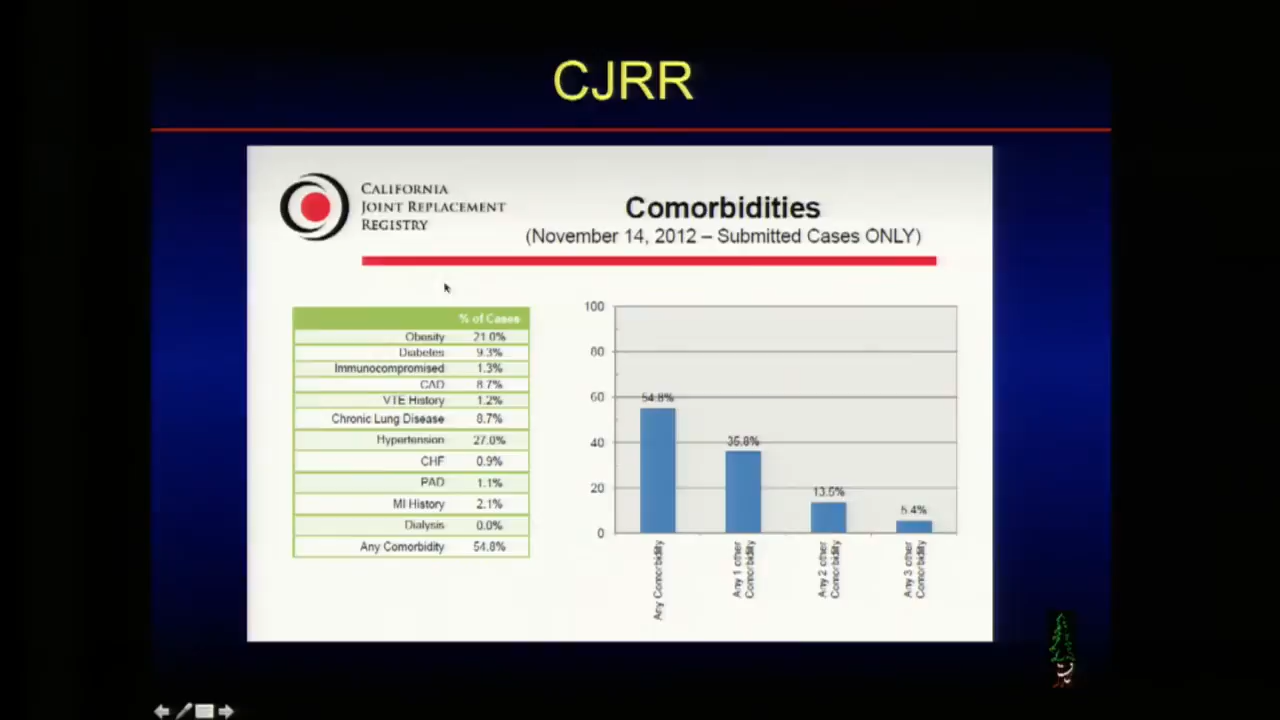 CJRR
CALIFORNIA
JOINT REPLACEMENT
REGISTRY
Comorbidities
(November 14, 2012 – Submitted Cases ONLY)
% of Cases
Obesity 21.0%
Diabetes 9.3%
Immunocompromised 1.3%
CAD 8.7%
VTE History 1.2%
Chronic Lung Disease 8.7%
Hypertension 27.0%
CHF 0.9%
PAD 1.1%
MI History 2.1%
Dialysis 0.0%
Any Comorbidity 54.8%
100
80
60
40
20
0
54.8%
35.8%
13.5%
5.4%
Any Comorbidity
Any 1 other
Comorbidity
Any 2 other
Comorbidity
Any 3 other
Comorbidity